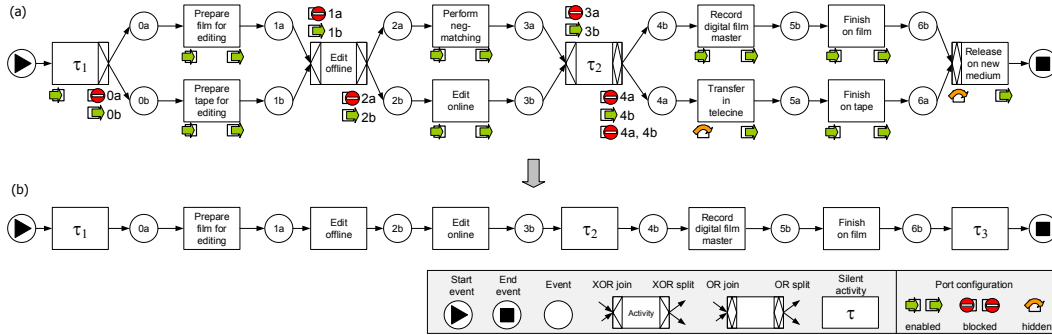 (a)
0a
Prepare film for editing
1a
1a
1b
2a
Perform neg-matching
3a
3a
3b
4b
Record digital film master
5b
Finish on film
6b
τ1
Edit offline
τ2
Release on new medium
0a
0b
0b
Prepare tape for editing
1b
2a
2b
2b
Edit online
3b
4a
4b
4a, 4b
4a
Transfer in telecine
5a
Finish on tape
6a
(b)
τ1
0a
Prepare film for editing
1a
Edit offline
2b
Edit online
3b
τ2
4b
Record digital film master
5b
Finish on film
6b
τ3
Start event
End event
Event
XOR join
XOR split
OR join
OR split
Silent activity
Port configuration
Activity
τ
enabled
blocked
hidden